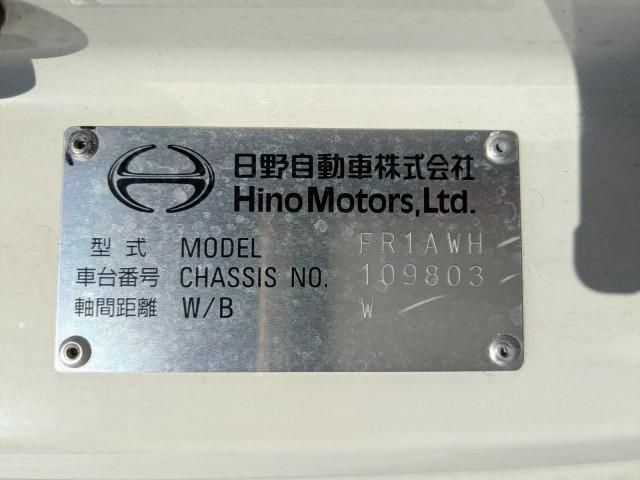 日野自動車株式会社
Hino Motors, Ltd.
型式 MODEL FR1AWH
車台番号 CHASSIS NO. 109803
軸間距離 W/B W